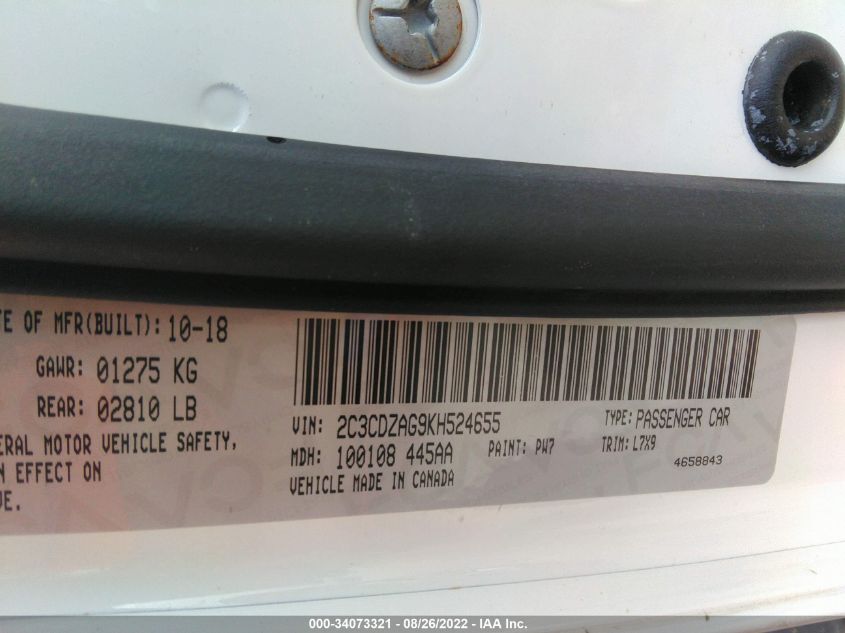 TE OF MFR(BUILT): 10-18
GAWR: 01275 KG
REAR: 02810 LB
ERAL MOTOR VEHICLE SAFETY,
N EFFECT ON
VE.
VIN: 2C3CDZAG9KH524655
TYPE: PASSENGER CAR
MDH: 100108 445AA PAINT: PW7 TRIM: L7X9
VEHICLE MADE IN CANADA
4658843
000-34073321 - 08/26/2022 - IAA Inc.